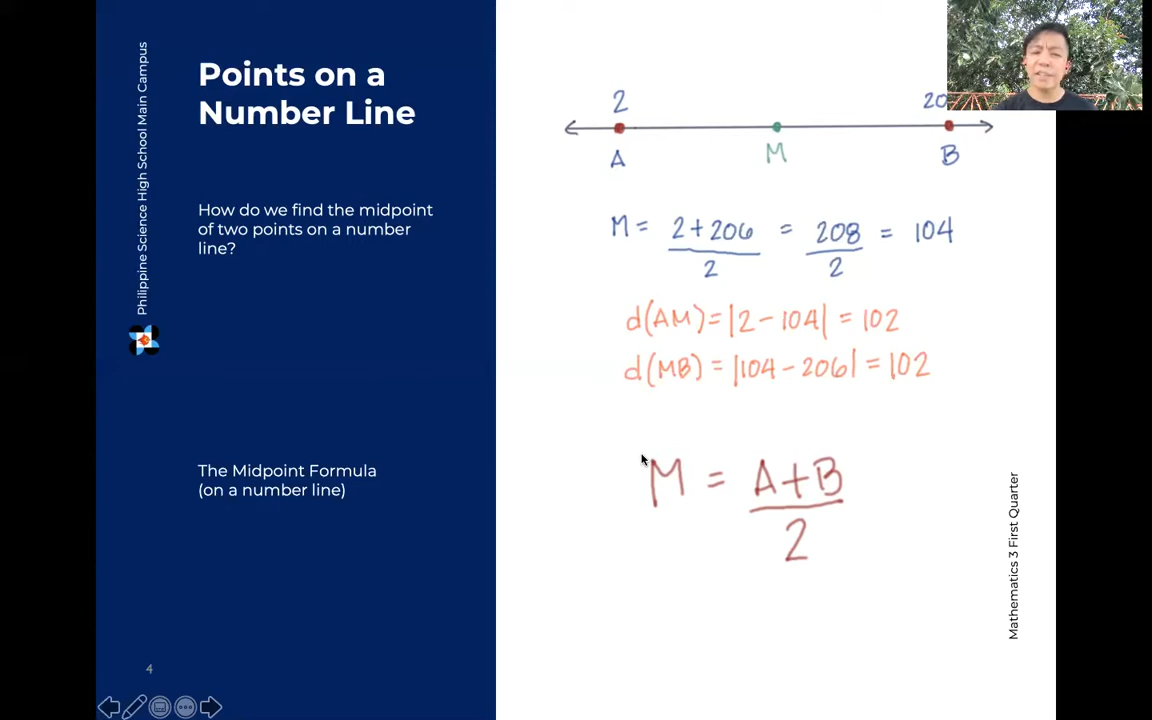 Points on a
Number Line
Philippine Science High School Main Campus
How do we find the midpoint
of two points on a number
line?
The Midpoint Formula
(on a number line)
4
2
20
A
M
B
M = 2+206/2 = 208/2 = 104
d(AM) = |2 - 104| = 102
d(MB) = |104 - 206| = 102
M = A+B/2
Mathematics 3 First Quarter